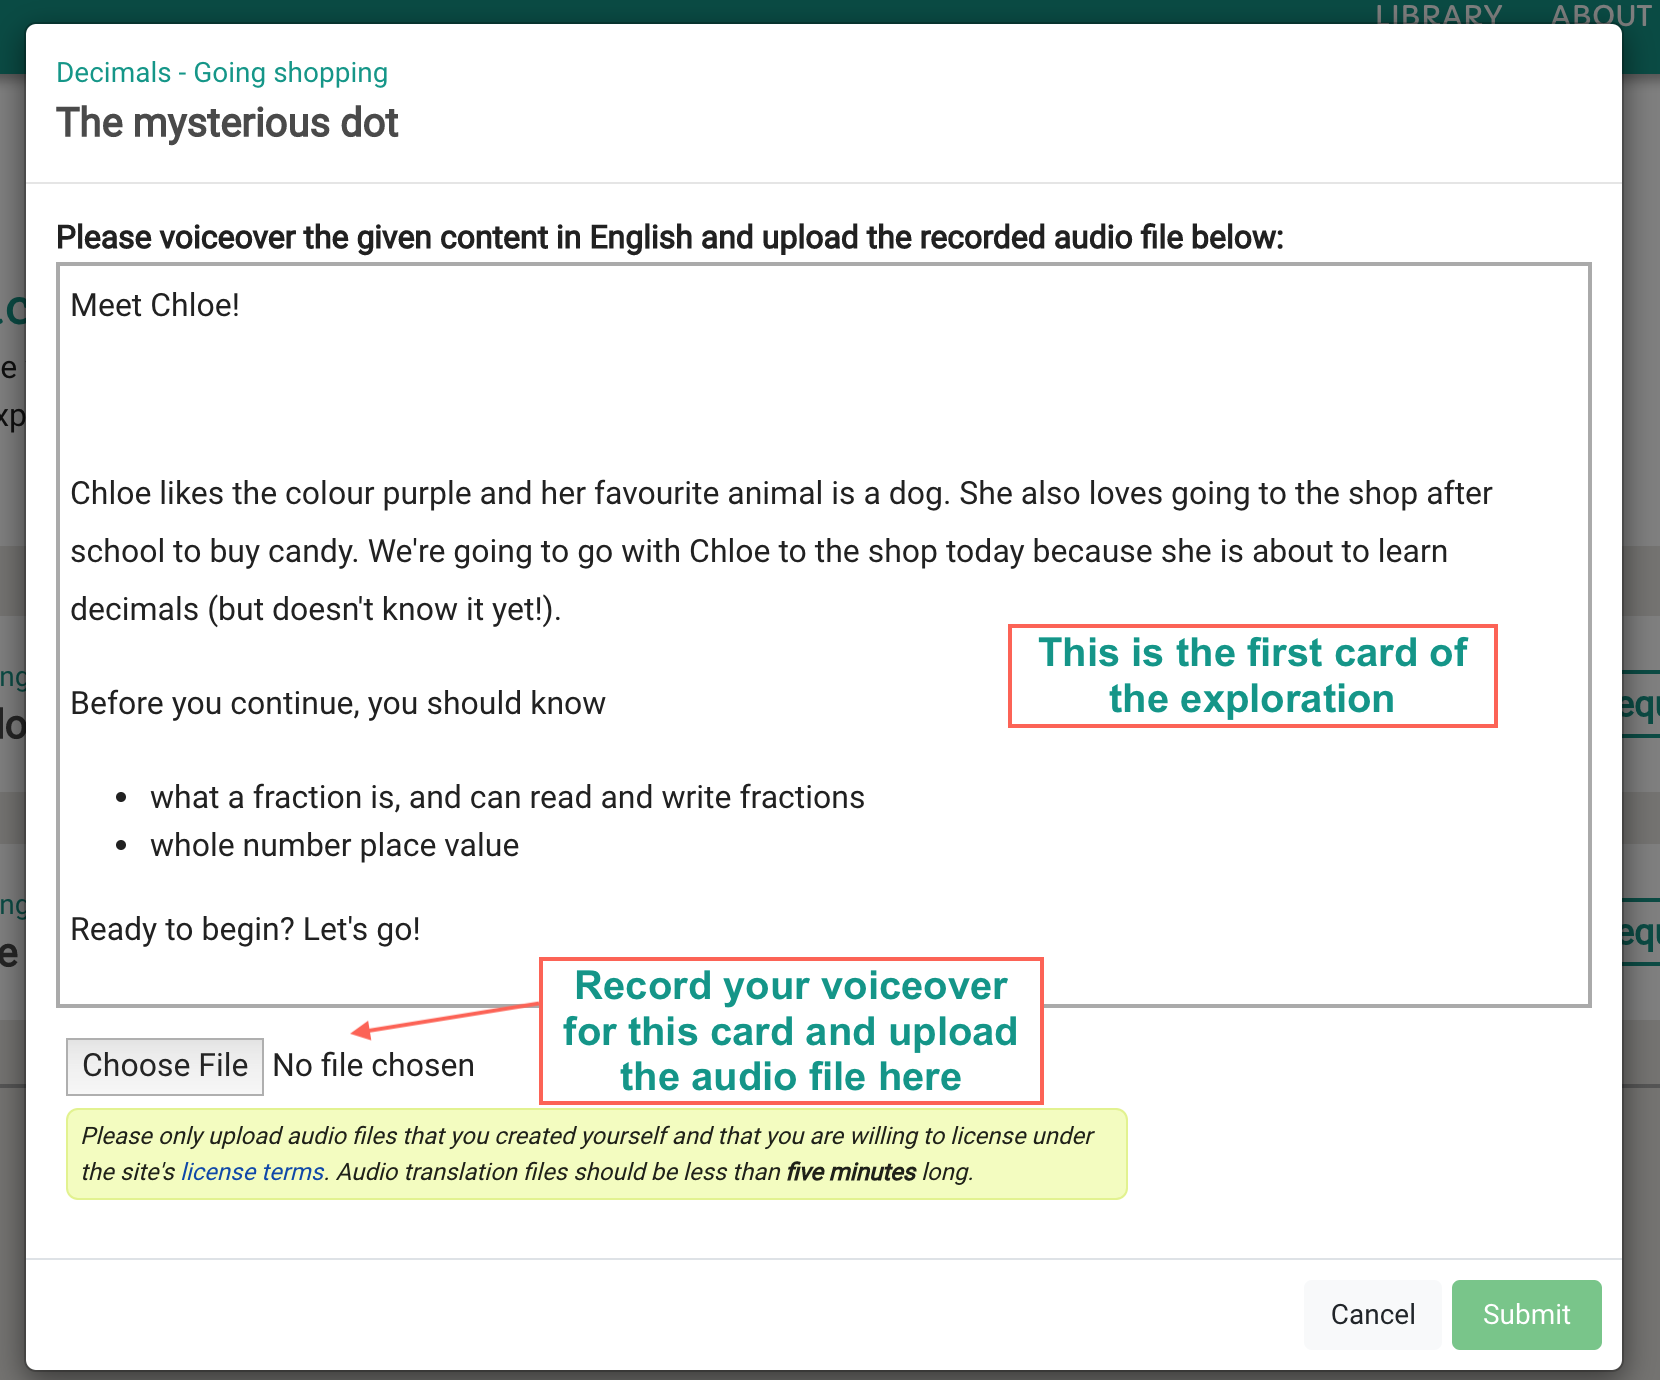 LIBRARY ABOUT
Decimals - Going shopping
The mysterious dot
Please voiceover the given content in English and upload the recorded audio file below:
Meet Chloe!
Chloe likes the colour purple and her favourite animal is a dog. She also loves going to the shop after
school to buy candy. We're going to go with Chloe to the shop today because she is about to learn
decimals (but doesn't know it yet!).
This is the first card of
the exploration
Before you continue, you should know
• what a fraction is, and can read and write fractions
• whole number place value
Ready to begin? Let's go!
Record your voiceover
for this card and upload
the audio file here
Choose File No file chosen
Please only upload audio files that you created yourself and that you are willing to license under
the site's license terms. Audio translation files should be less than five minutes long.
Cancel Submit